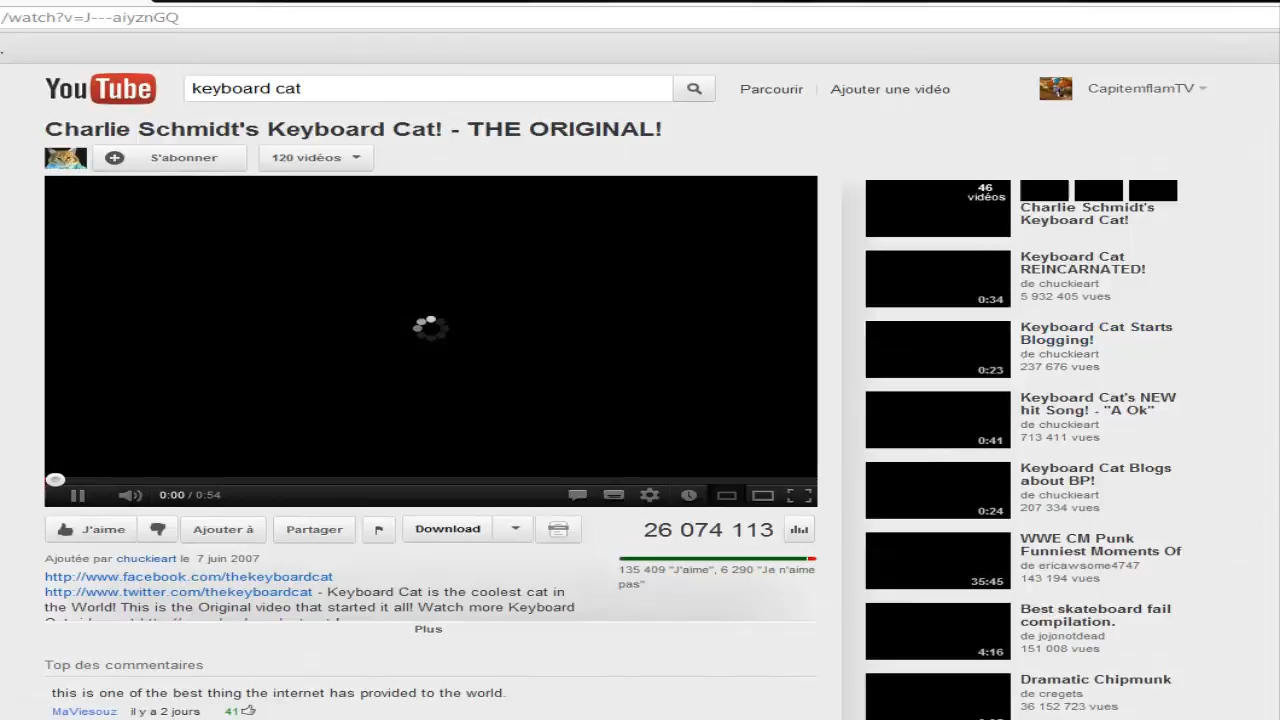 /watch?v=J---aiyznGQ
YouTube
keyboard cat
Parcourir
Ajouter une vidéo
CapitemflamTV
Charlie Schmidt's Keyboard Cat! - THE ORIGINAL!
S'abonner
120 vidéos
0:00 / 0:54
J'aime
Ajouter à
Partager
Download
26 074 113
Ajoutée par chuckieart le 7 juin 2007
135 409 "J'aime", 6 290 "Je n'aime
pas"
http://www.facebook.com/thekeyboardcat
http://www.twitter.com/thekeyboardcat - Keyboard Cat is the coolest cat in
the World! This is the Original video that started it all! Watch more Keyboard
Plus
Top des commentaires
this is one of the best thing the internet has provided to the world.
MaViesouz il y a 2 jours 41
46
vidéos
Charlie Schmidt's
Keyboard Cat!
0:34
Keyboard Cat
REINCARNATED!
de chuckieart
5 932 405 vues
0:23
Keyboard Cat Starts
Blogging!
de chuckieart
237 676 vues
0:41
Keyboard Cat's NEW
hit Song! - "A Ok"
de chuckieart
713 411 vues
0:24
Keyboard Cat Blogs
about BP!
de chuckieart
207 334 vues
35:45
WWE CM Punk
Funniest Moments Of
de ericawsome4747
143 194 vues
4:16
Best skateboard fail
compilation.
de jojonotdead
151 008 vues
Dramatic Chipmunk
de cregets
36 152 723 vues